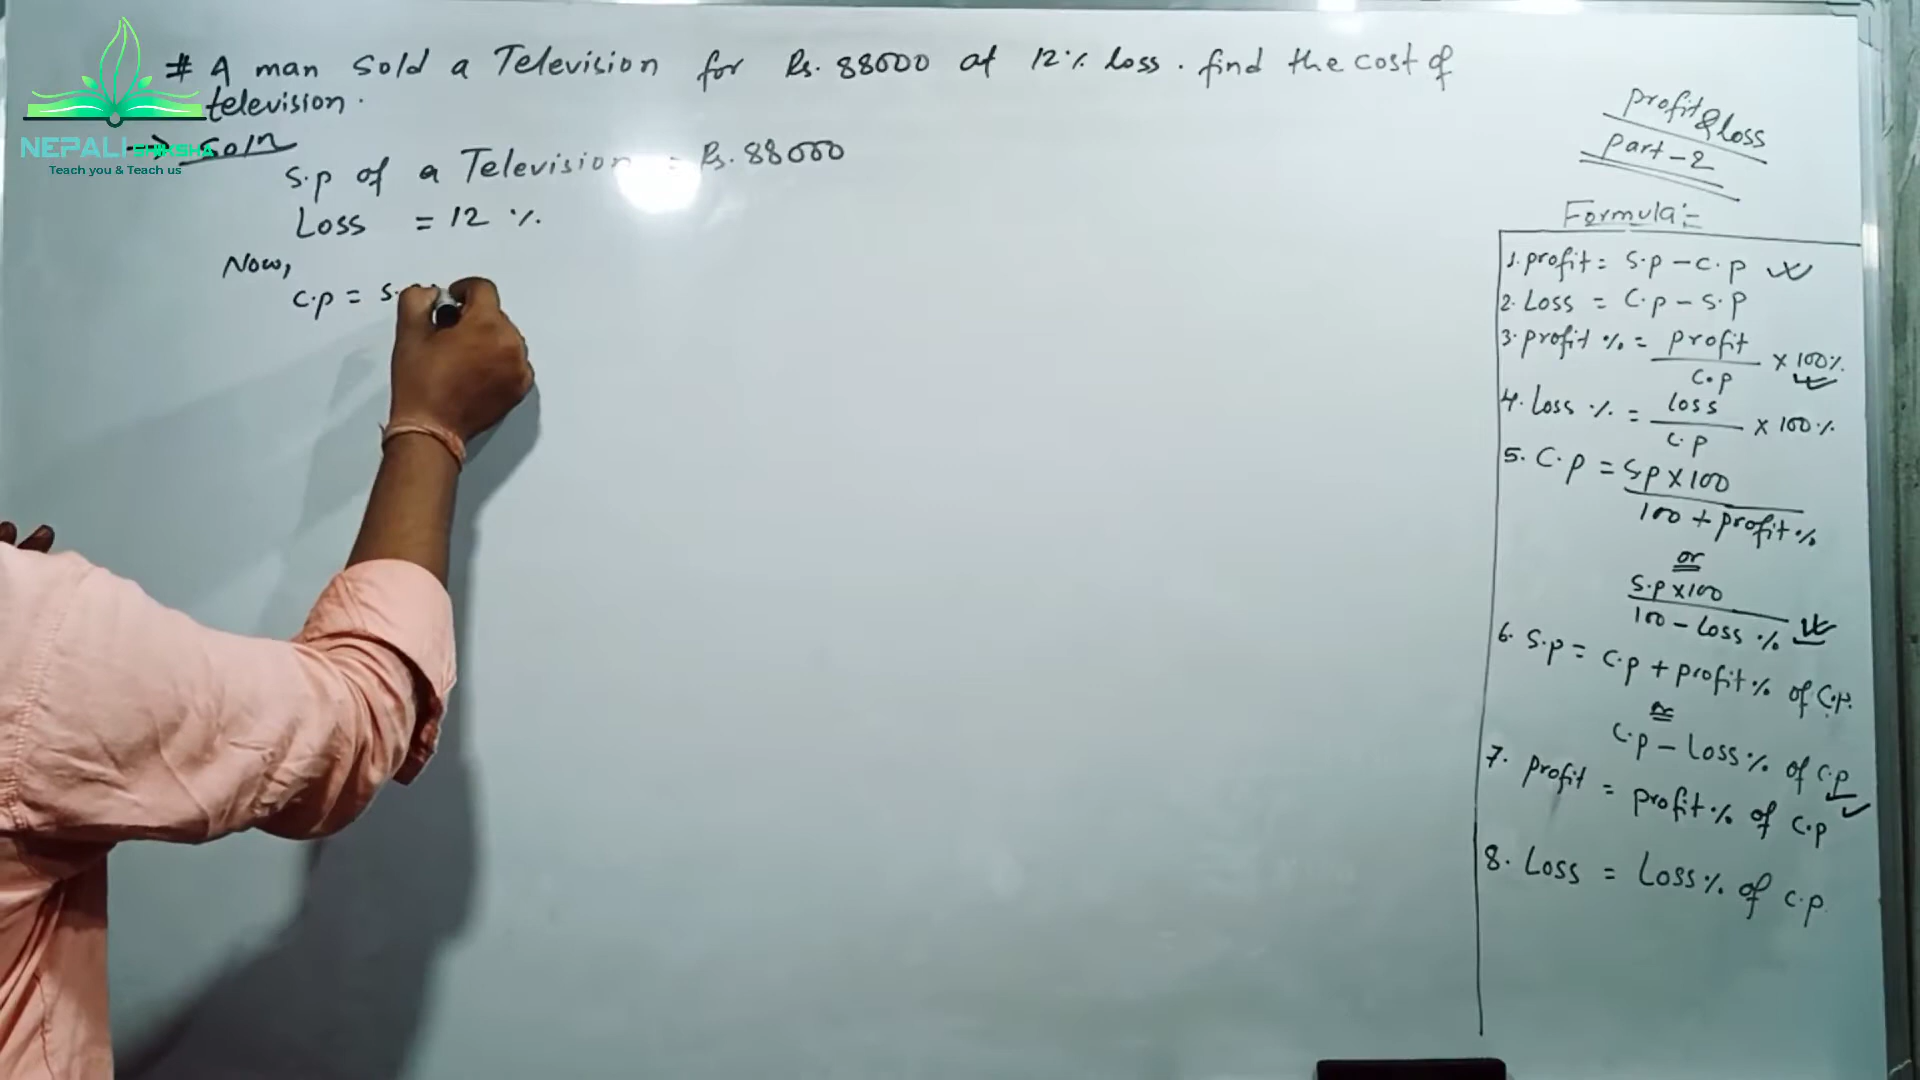 # A man sold a Television for Rs. 88000 at 12% loss. find the cost of
television.
NEPALI SHIKSHA
Teach you & Teach us
→ Soln
S.p of a Television = Rs. 88000
Loss = 12 %
Now,
C.p = S.
profit & loss
part-2
Formula:-
1. profit = S.p - C.p
2. Loss = C.p - S.p
3. profit % = profit / C.p × 100%
4. Loss % = loss / C.p × 100%
5. C.p = S.p × 100 / 100 + profit %
or
S.p × 100 / 100 - Loss %
6. S.p = C.p + profit % of C.p.
or
C.p - Loss % of C.p
7. profit = profit % of C.p
8. Loss = Loss % of C.p.